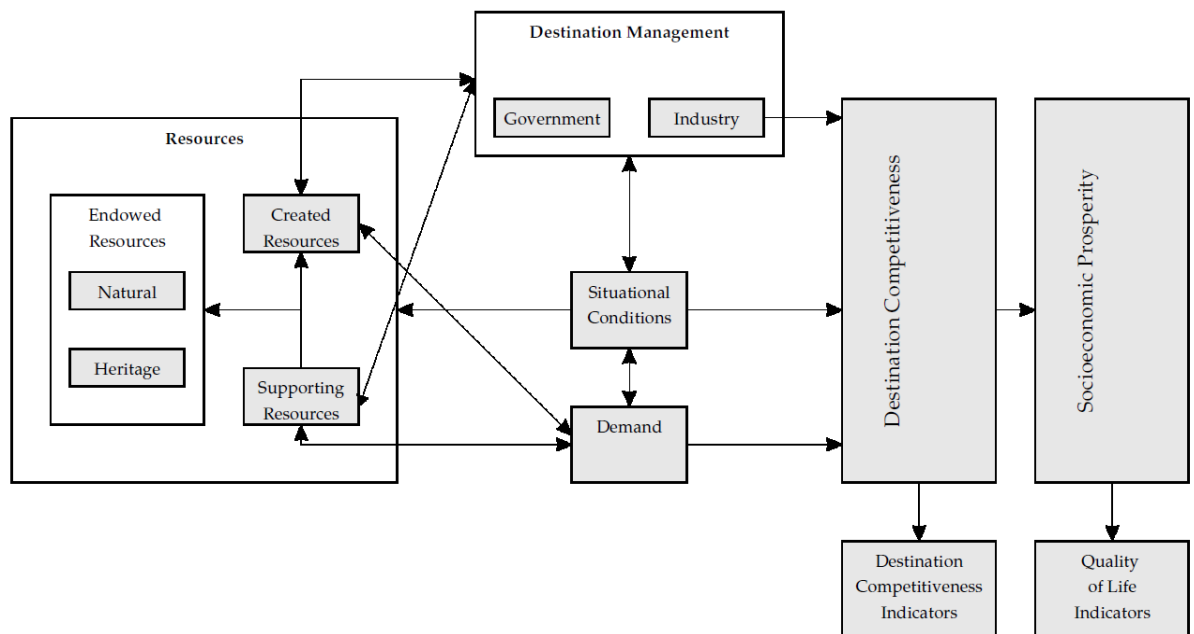 Destination Management
Government
Industry
Resources
Endowed
Resources
Natural
Heritage
Created
Resources
Supporting
Resources
Situational
Conditions
Demand
Destination Competitiveness
Socioeconomic Prosperity
Destination
Competitiveness
Indicators
Quality
of Life
Indicators